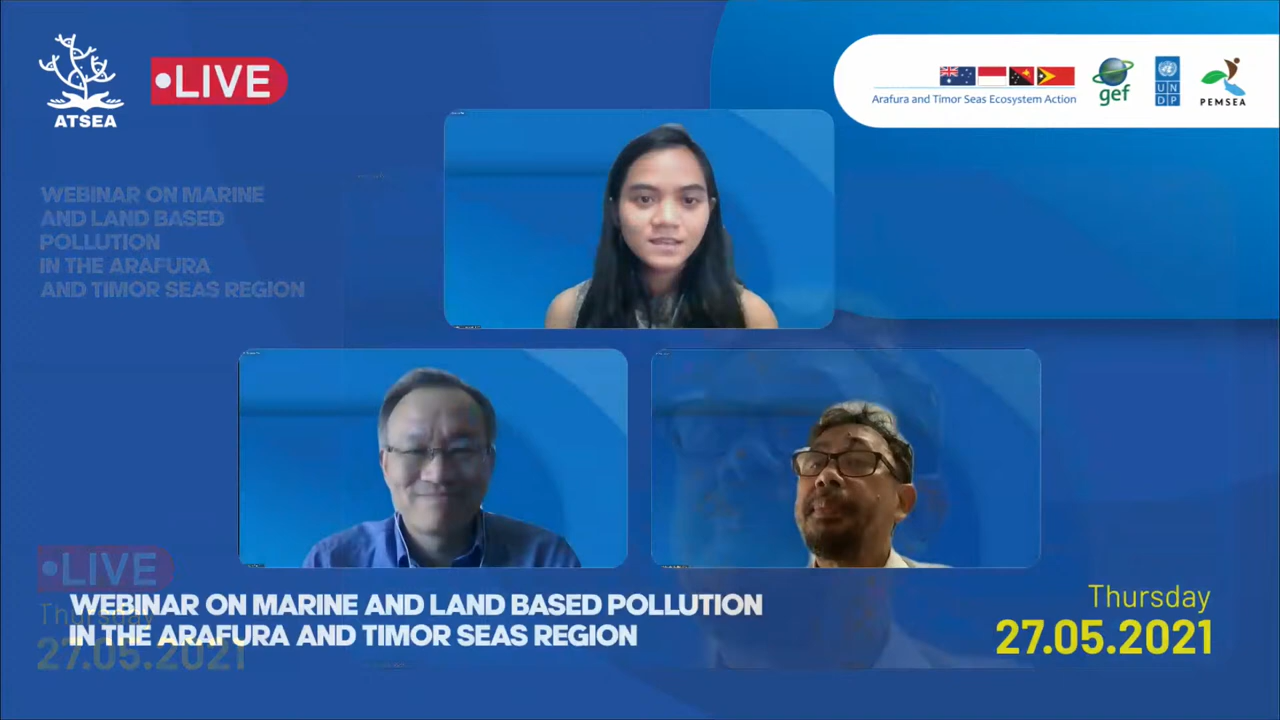 ATSEA
LIVE
Arafura and Timor Seas Ecosystem Action
gef
UN
DP
PEMSEA
WEBINAR ON MARINE
AND LAND BASED
POLLUTION
IN THE ARAFURA
AND TIMOR SEAS REGION
LIVE
Thursday
27.05.2021
WEBINAR ON MARINE AND LAND BASED POLLUTION
IN THE ARAFURA AND TIMOR SEAS REGION
Thursday
27.05.2021